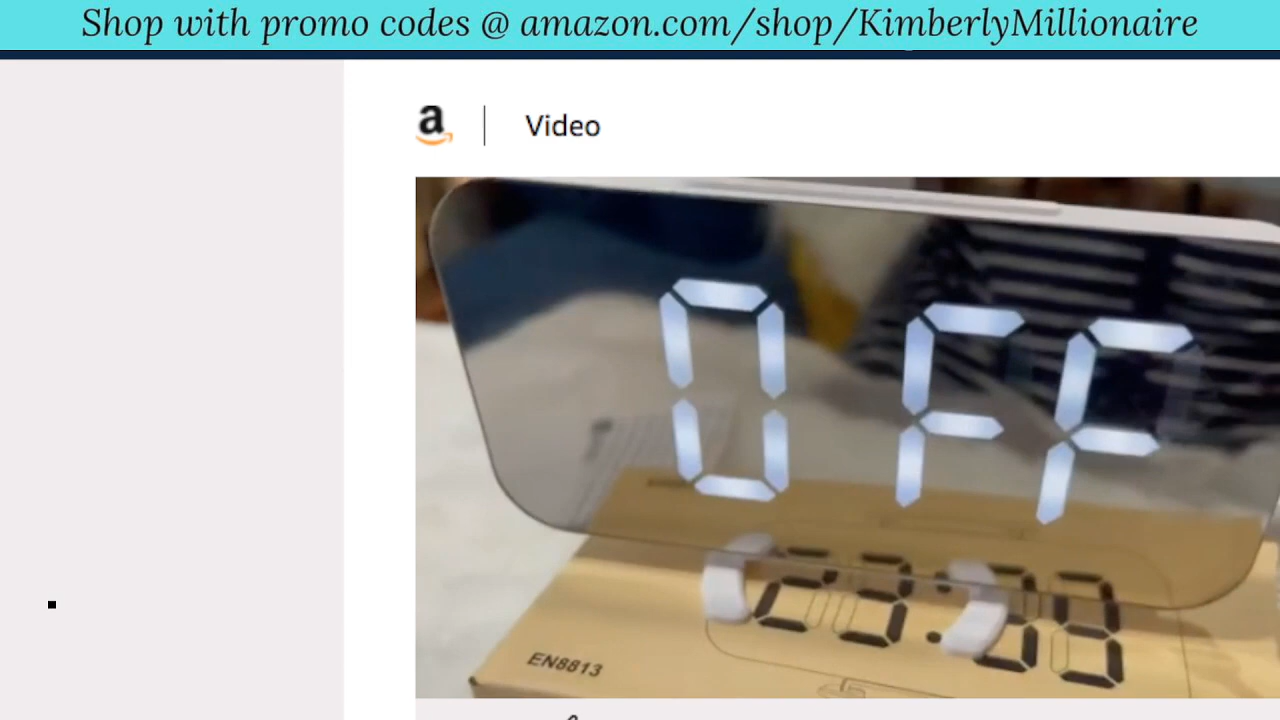 Shop with promo codes @ amazon.com/shop/KimberlyMillionaire
a
Video
OFF
EN8813